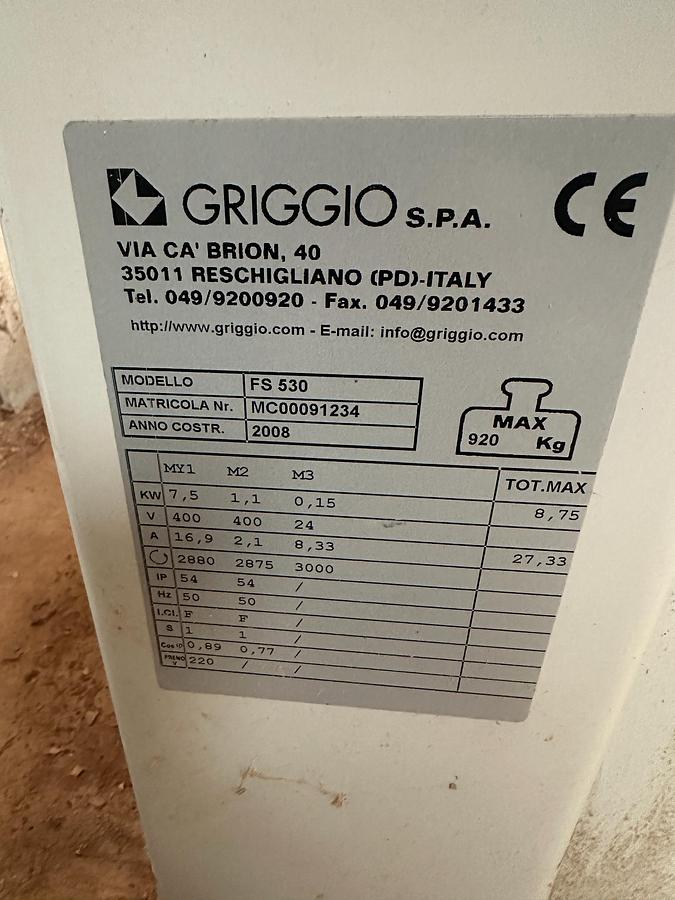 GRIGGIO S.P.A. CE
VIA CA' BRION, 40
35011 RESCHIGLIANO (PD)-ITALY
Tel. 049/9200920 - Fax. 049/9201433
http://www.griggio.com - E-mail: info@griggio.com
MODELLO FS 530
MATRICOLA Nr. MC00091234
ANNO COSTR. 2008
MAX
920 Kg
MY1 M2 M3 TOT.MAX
KW 7,5 1,1 0,15 8,75
V 400 400 24
A 16,9 2,1 8,33 27,33
2880 2875 3000
IP 54 54 /
Hz 50 50 /
I.Cl. F F /
S 1 1 /
Cos φ 0,89 0,77 /
FRENO V 220 / /